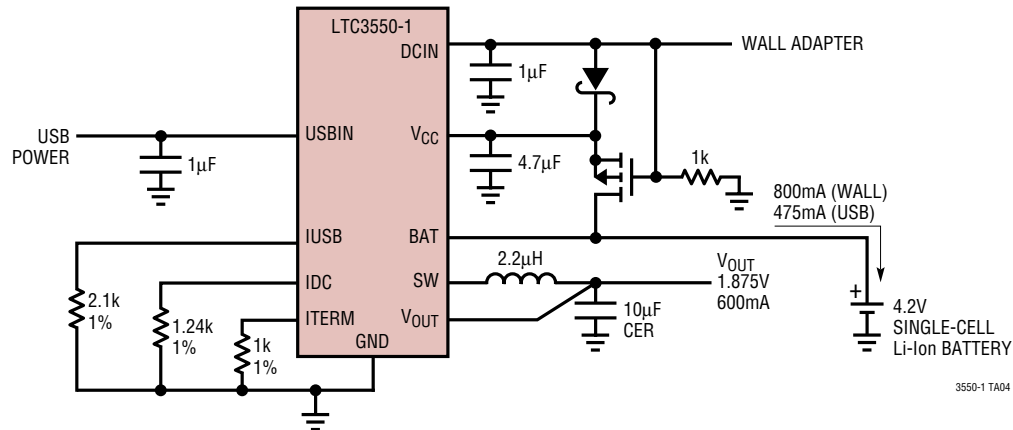 LTC3550-1
DCIN
WALL ADAPTER
1µF
USB
POWER
USBIN
VCC
1µF
4.7µF
1k
800mA (WALL)
475mA (USB)
IUSB
BAT
2.2µH
IDC
SW
VOUT
1.875V
600mA
2.1k
1%
1.24k
1%
ITERM
VOUT
10µF
CER
+
4.2V
SINGLE-CELL
Li-Ion BATTERY
1k
1%
GND
3550-1 TA04